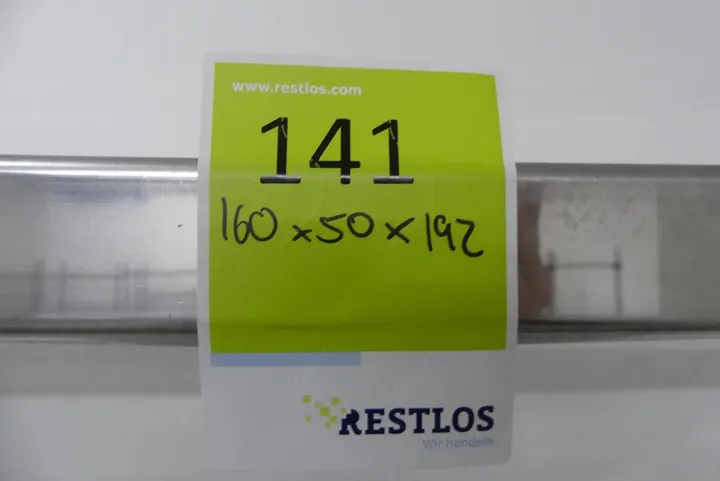 www.restlos.com
141
160 x 50 x 192
RESTLOS
Wir handeln